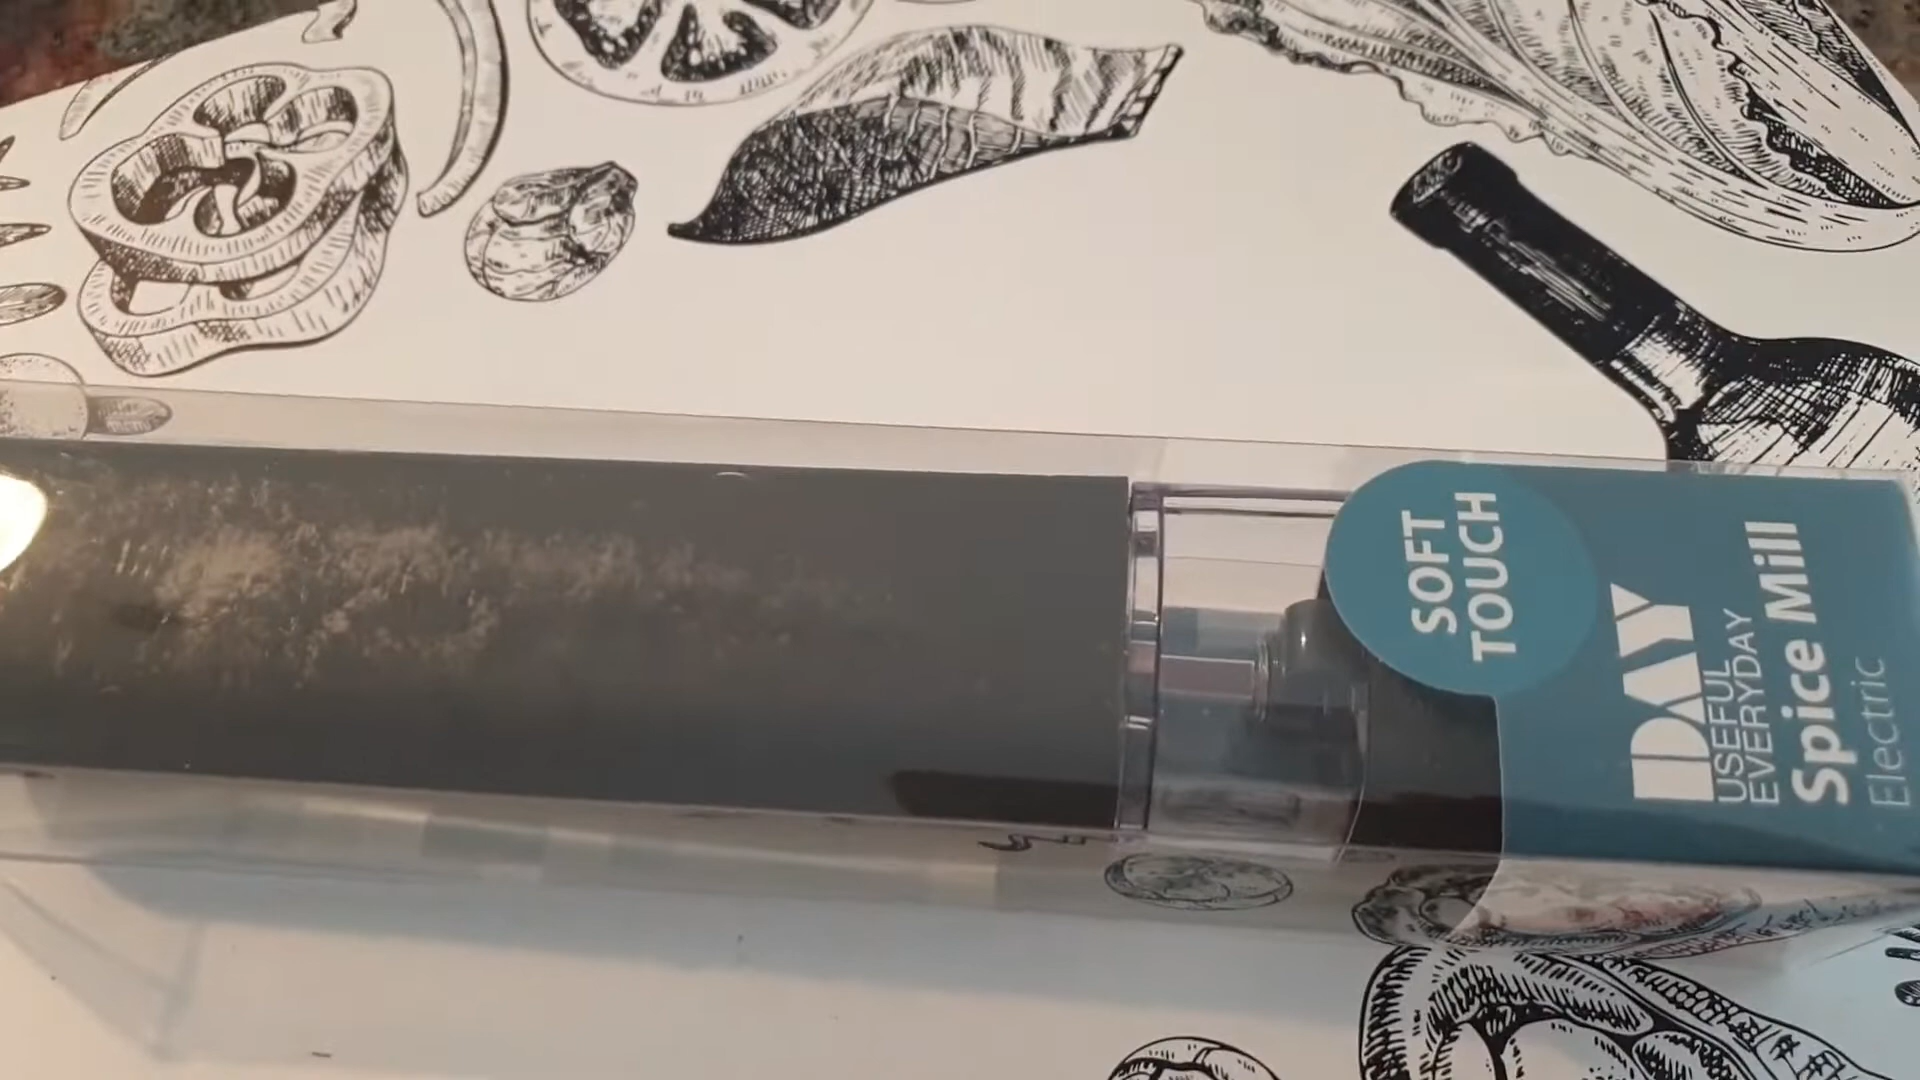 SOFT
TOUCH
DAY
USEFUL
EVERYDAY
Spice Mill
Electric